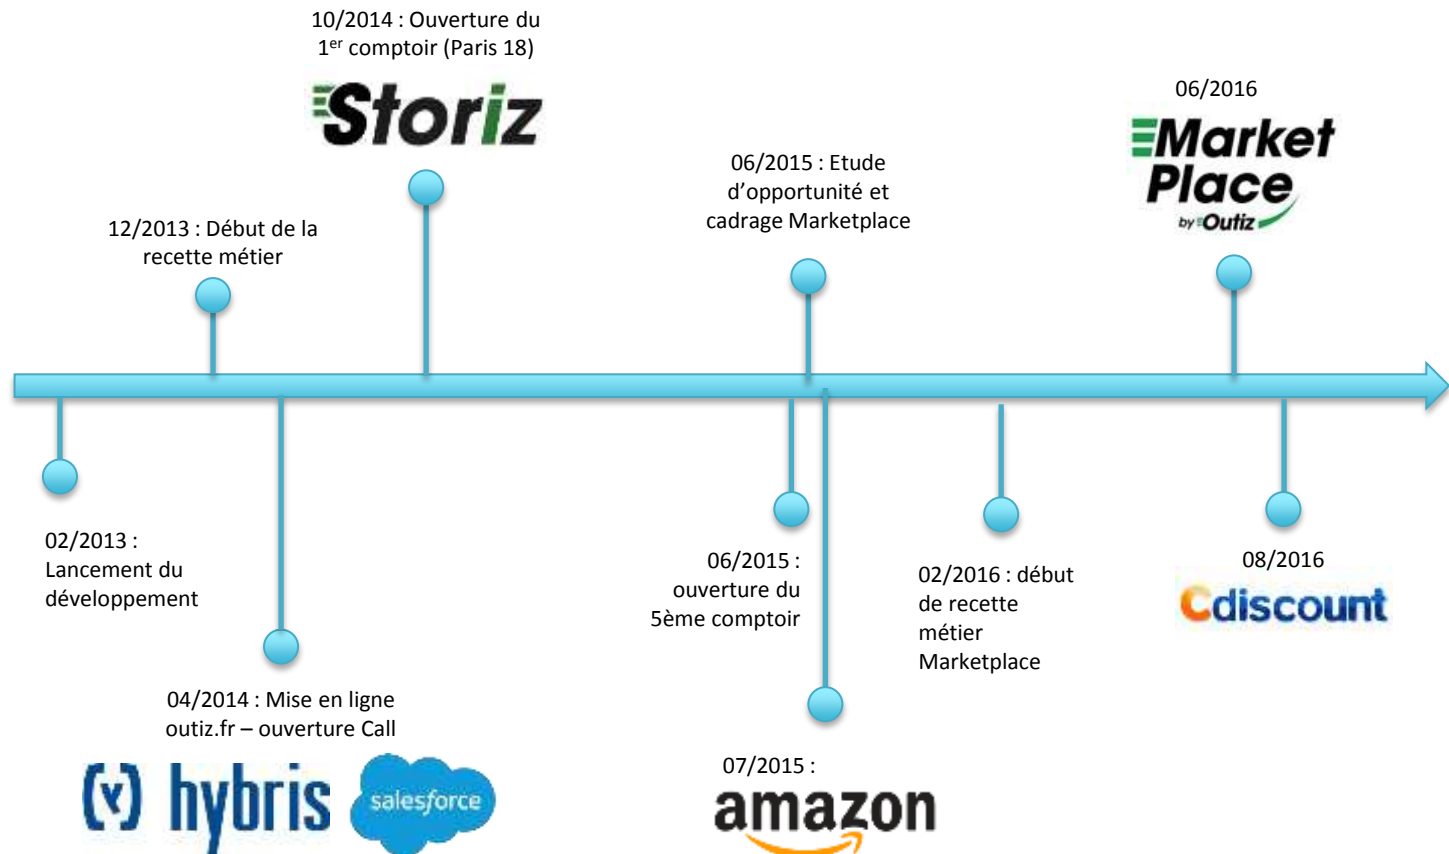 10/2014 : Ouverture du
1er comptoir (Paris 18)
Storiz
06/2016
Market
Place
by Outiz
06/2015 : Etude
d’opportunité et
cadrage Marketplace
12/2013 : Début de la
recette métier
02/2013 :
Lancement du
développement
06/2015 :
ouverture du
5ème comptoir
02/2016 : début
de recette
métier
Marketplace
08/2016
Cdiscount
04/2014 : Mise en ligne
outiz.fr – ouverture Call
(y) hybris
salesforce
07/2015 :
amazon